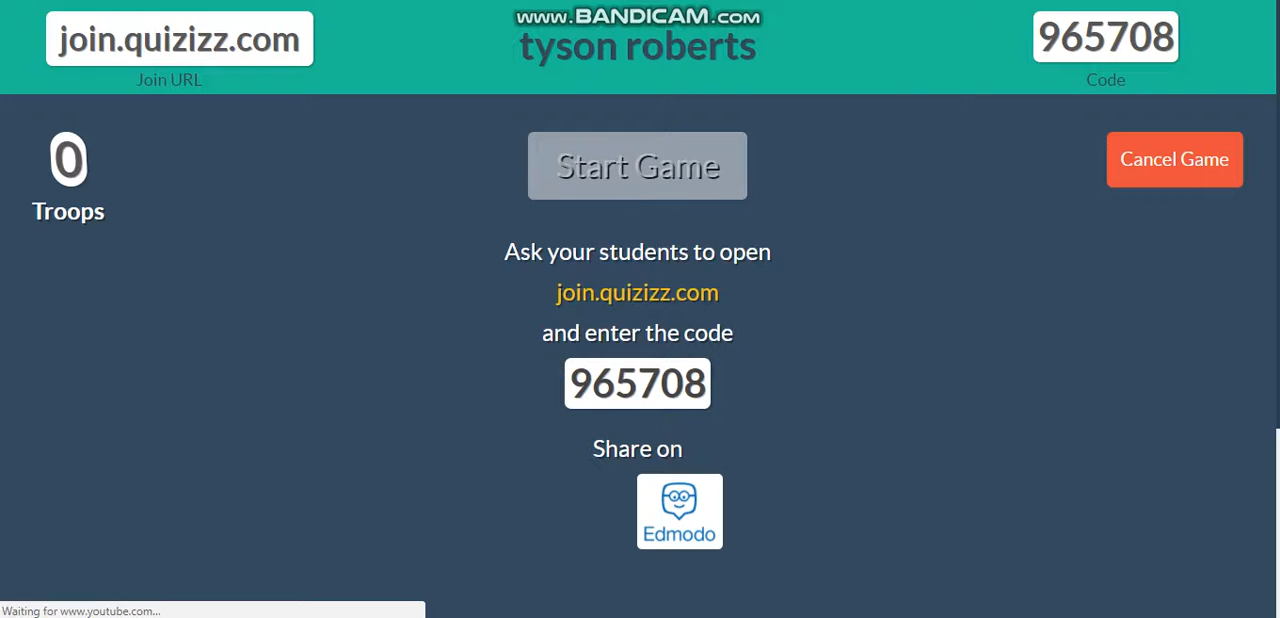 www.BANDICAM.com
join.quizizz.com
tyson roberts
965708
Join URL
Code
0
Start Game
Cancel Game
Troops
Ask your students to open
join.quizizz.com
and enter the code
965708
Share on
Edmodo
Waiting for www.youtube.com...